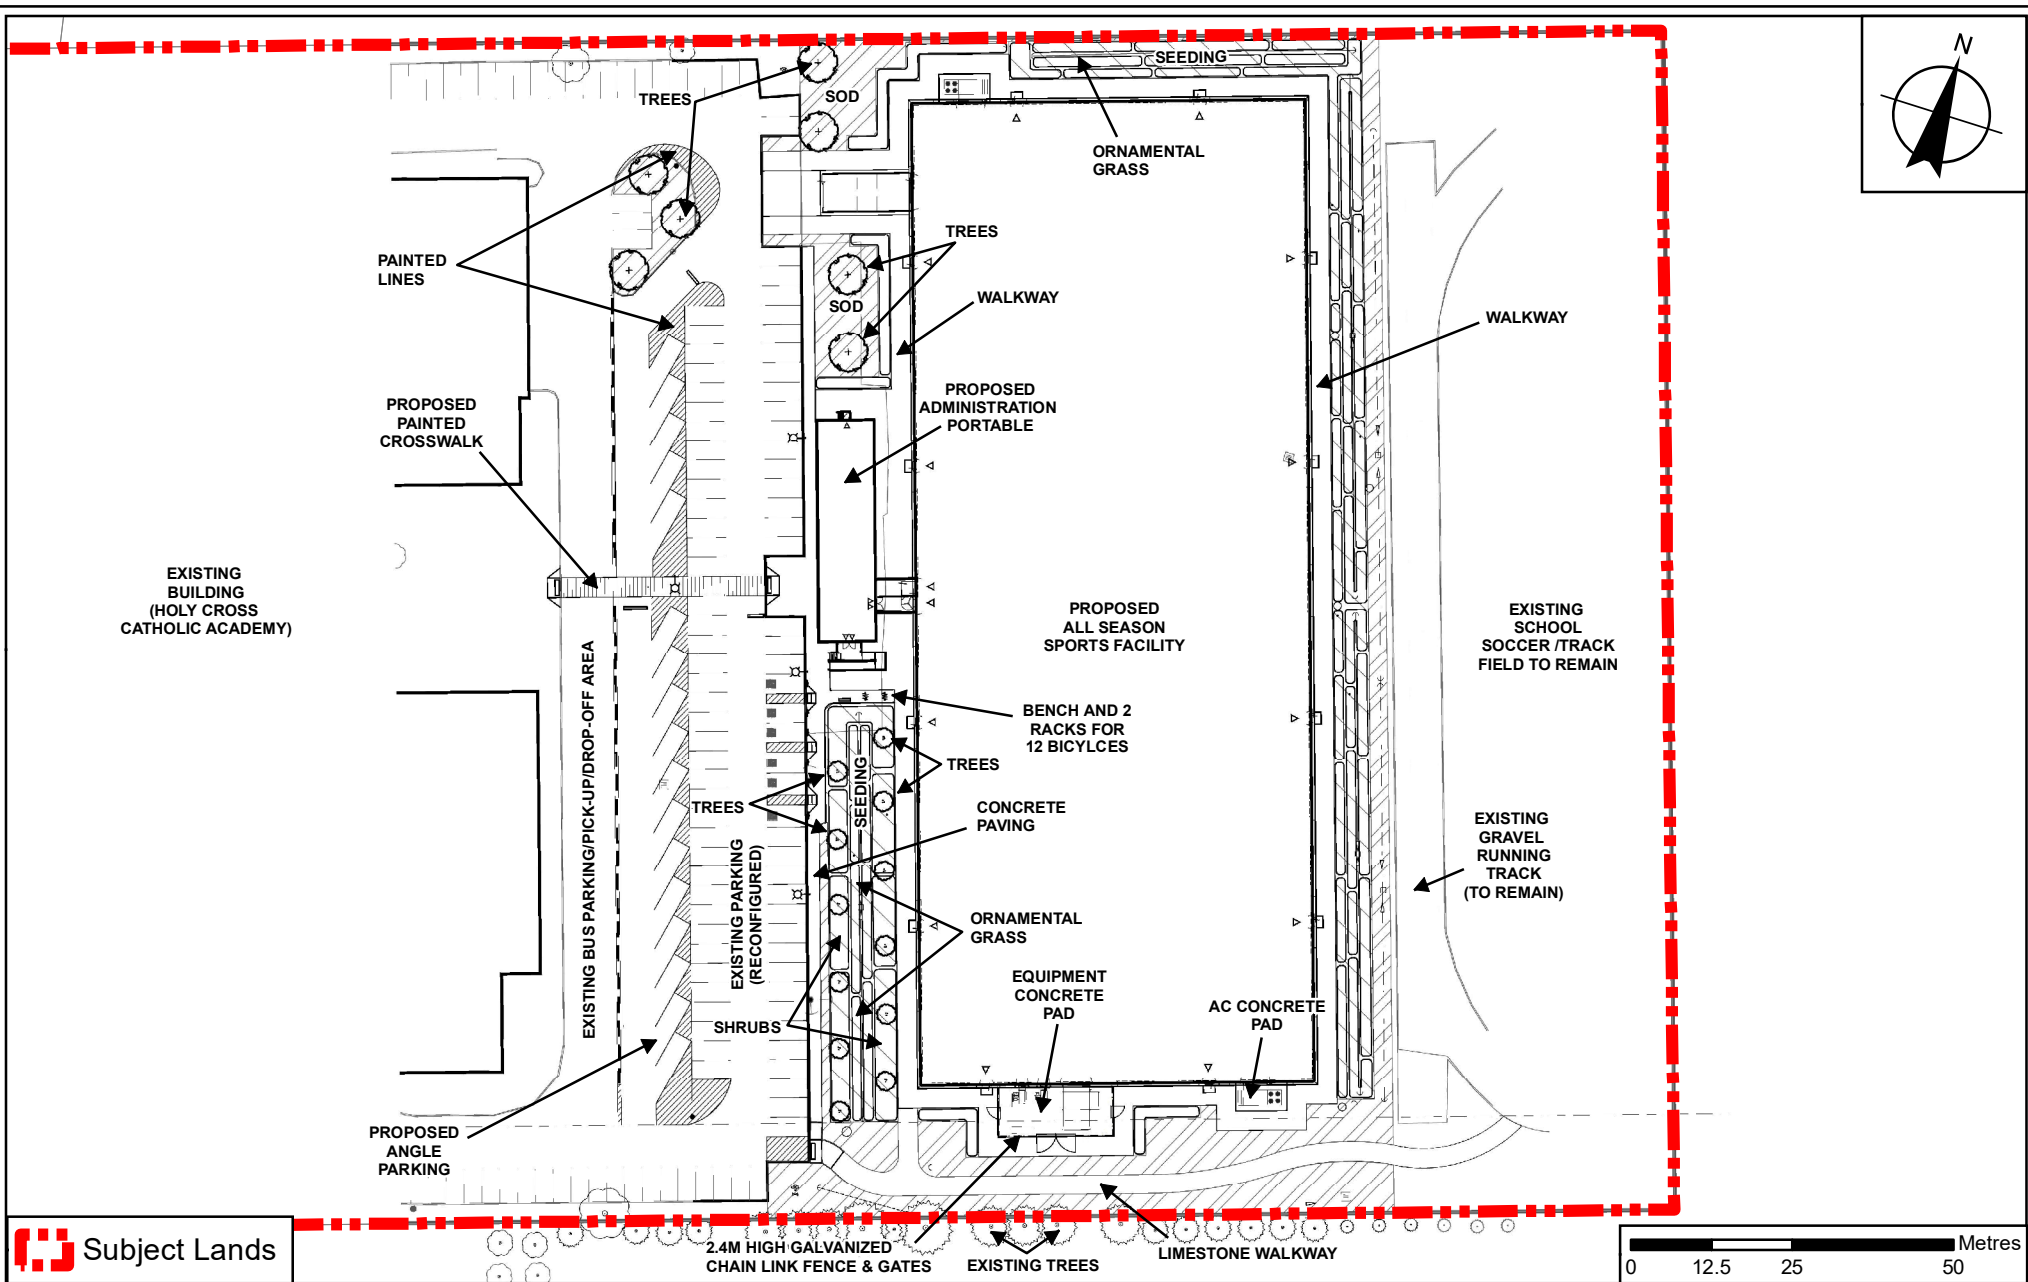 N
SEEDING
TREES
SOD
ORNAMENTAL
GRASS
PAINTED
LINES
TREES
SOD
WALKWAY
WALKWAY
PROPOSED
ADMINISTRATION
PORTABLE
PROPOSED
PAINTED
CROSSWALK
EXISTING
BUILDING
(HOLY CROSS
CATHOLIC ACADEMY)
PROPOSED
ALL SEASON
SPORTS FACILITY
EXISTING
SCHOOL
SOCCER /TRACK
FIELD TO REMAIN
EXISTING BUS PARKING/PICK-UP/DROP-OFF AREA
BENCH AND 2
RACKS FOR
12 BICYLCES
TREES
TREES
SEEDING
CONCRETE
PAVING
EXISTING PARKING
(RECONFIGURED)
EXISTING
GRAVEL
RUNNING
TRACK
(TO REMAIN)
ORNAMENTAL
GRASS
EQUIPMENT
CONCRETE
PAD
AC CONCRETE
PAD
SHRUBS
PROPOSED
ANGLE
PARKING
2.4M HIGH GALVANIZED
CHAIN LINK FENCE & GATES
EXISTING TREES
LIMESTONE WALKWAY
Subject Lands
Metres
0 12.5 25 50